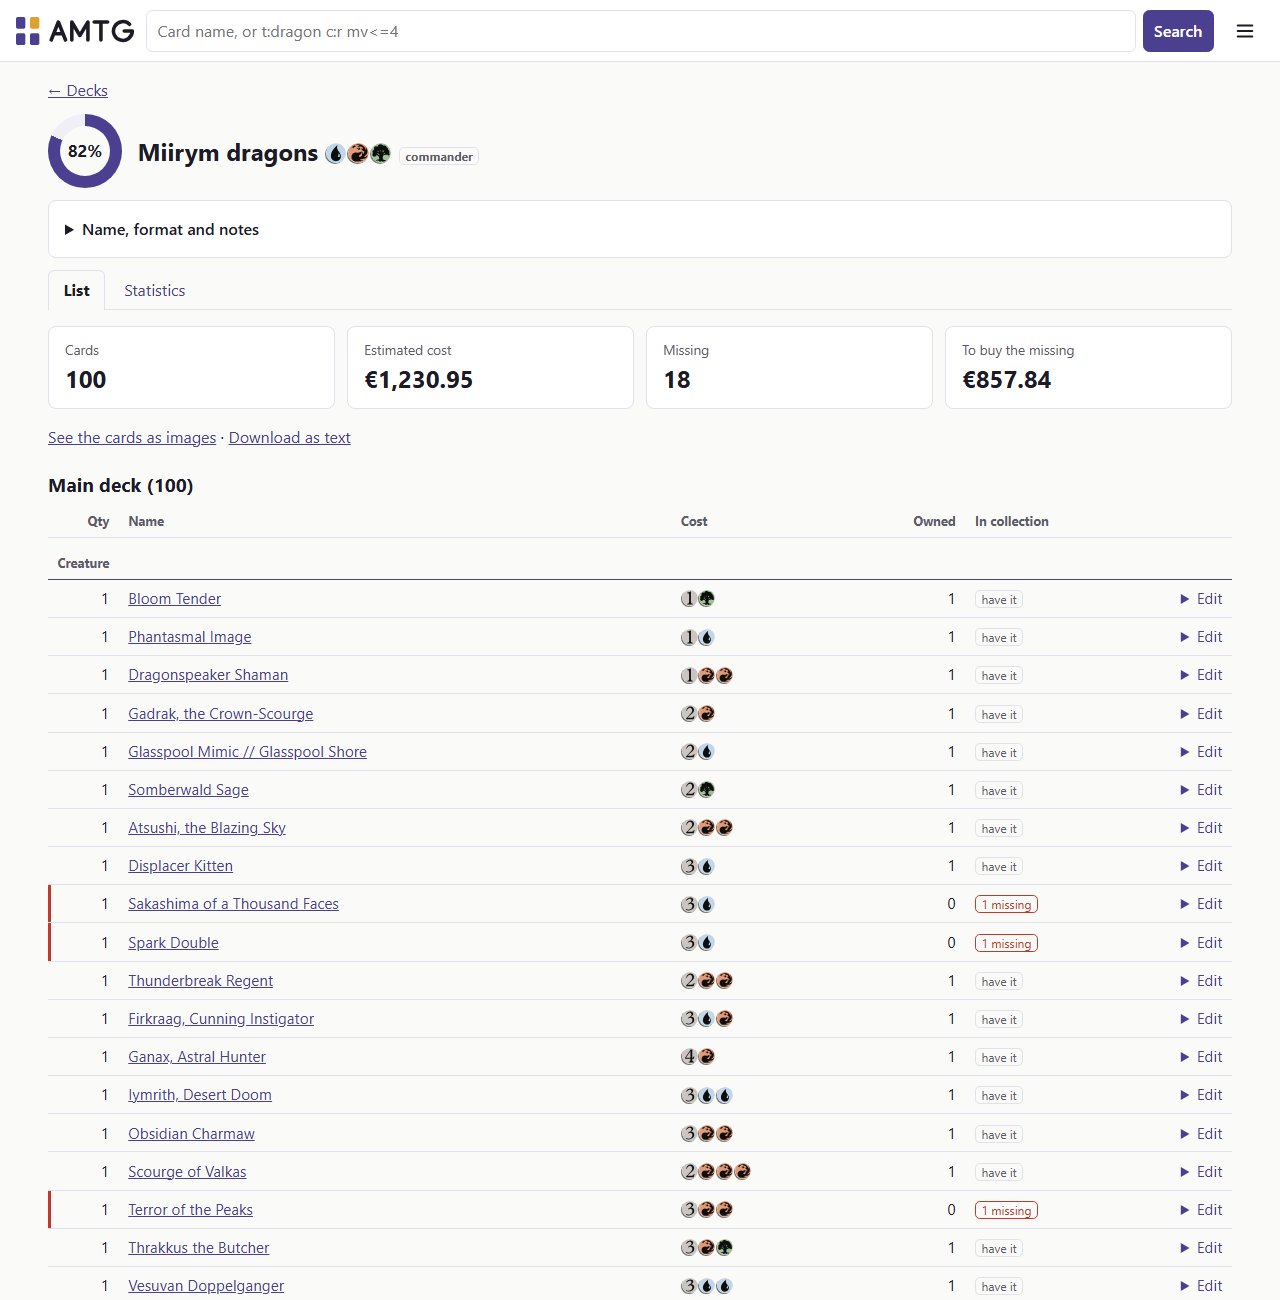 AMTG
Card name, or t:dragon c:r mv<=4
Search
← Decks
82%
Miirym dragons commander
Name, format and notes
List Statistics
Cards Estimated cost Missing To buy the missing
100 €1,230.95 18 €857.84
See the cards as images · Download as text
Main deck (100)
Qty Name Cost Owned In collection
Creature
1 Bloom Tender 1 1 have it Edit
1 Phantasmal Image 1 1 have it Edit
1 Dragonspeaker Shaman 1 1 have it Edit
1 Gadrak, the Crown-Scourge 2 1 have it Edit
1 Glasspool Mimic // Glasspool Shore 2 1 have it Edit
1 Somberwald Sage 2 1 have it Edit
1 Atsushi, the Blazing Sky 2 1 have it Edit
1 Displacer Kitten 3 1 have it Edit
1 Sakashima of a Thousand Faces 3 0 1 missing Edit
1 Spark Double 3 0 1 missing Edit
1 Thunderbreak Regent 2 1 have it Edit
1 Firkraag, Cunning Instigator 3 1 have it Edit
1 Ganax, Astral Hunter 4 1 have it Edit
1 Iymrith, Desert Doom 3 1 have it Edit
1 Obsidian Charmaw 3 1 have it Edit
1 Scourge of Valkas 2 1 have it Edit
1 Terror of the Peaks 3 0 1 missing Edit
1 Thrakkus the Butcher 3 1 have it Edit
1 Vesuvan Doppelganger 3 1 have it Edit